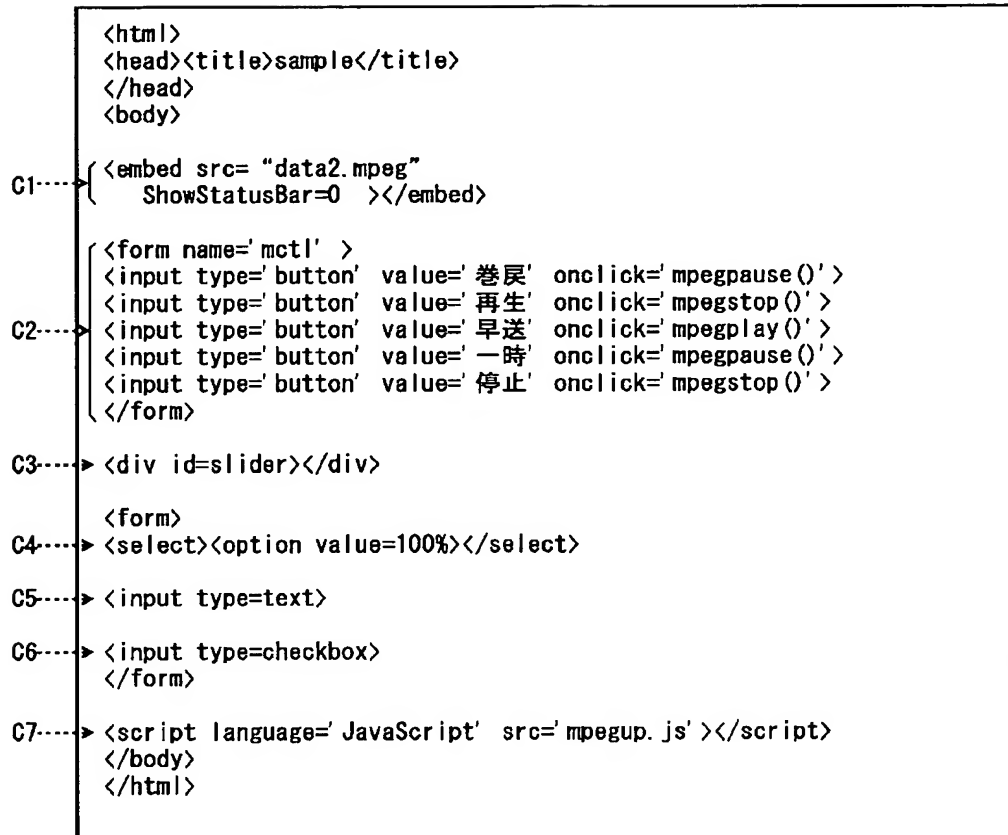 <html>
<head><title>sample</title>
</head>
<body>
C1 <embed src= “data2.mpeg”
ShowStatusBar=0 ></embed>
<form name='mctl' >
<input type='button' value='巻戻' onclick='mpegpause()'>
<input type='button' value='再生' onclick='mpegstop()'>
C2 <input type='button' value='早送' onclick='mpegplay()'>
<input type='button' value='一時' onclick='mpegpause()'>
<input type='button' value='停止' onclick='mpegstop()'>
</form>
C3 <div id=slider></div>
<form>
C4 <select><option value=100%></select>
C5 <input type=text>
C6 <input type=checkbox>
</form>
C7 <script language='JavaScript' src='mpegup.js'></script>
</body>
</html>